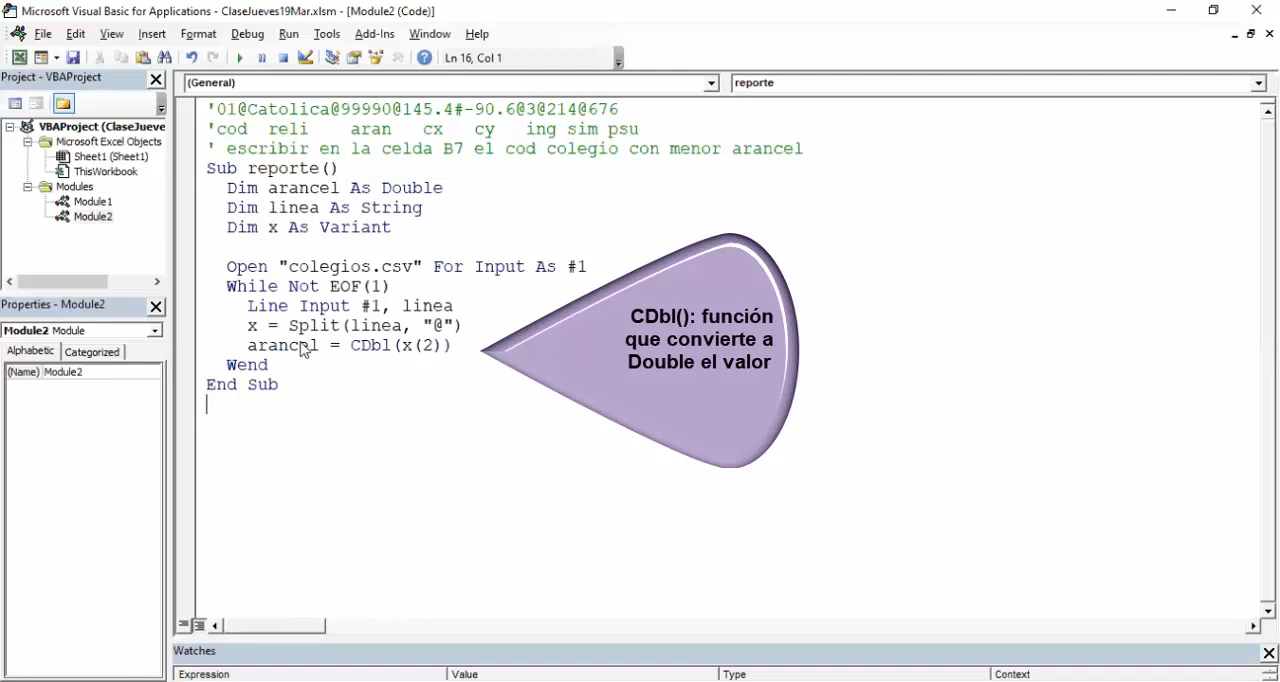 Microsoft Visual Basic for Applications - ClaseJueves19Mar.xlsm - [Module2 (Code)]
File Edit View Insert Format Debug Run Tools Add-Ins Window Help
Ln 16, Col 1
Project - VBAProject
(General)
reporte
VBAProject (ClaseJueve
Microsoft Excel Objects
Sheet1 (Sheet1)
ThisWorkbook
Modules
Module1
Module2
Properties - Module2
Module2 Module
Alphabetic Categorized
(Name) Module2
'01@Catolica@99990@145.4#-90.6@3@214@676
'cod reli aran cx cy ing sim psu
' escribir en la celda B7 el cod colegio con menor arancel
Sub reporte()
Dim arancel As Double
Dim linea As String
Dim x As Variant
Open "colegios.csv" For Input As #1
While Not EOF(1)
Line Input #1, linea
x = Split(linea, "@")
arancel = CDbl(x(2))
Wend
End Sub
CDbl(): función
que convierte a
Double el valor
Watches
Expression Value Type Context